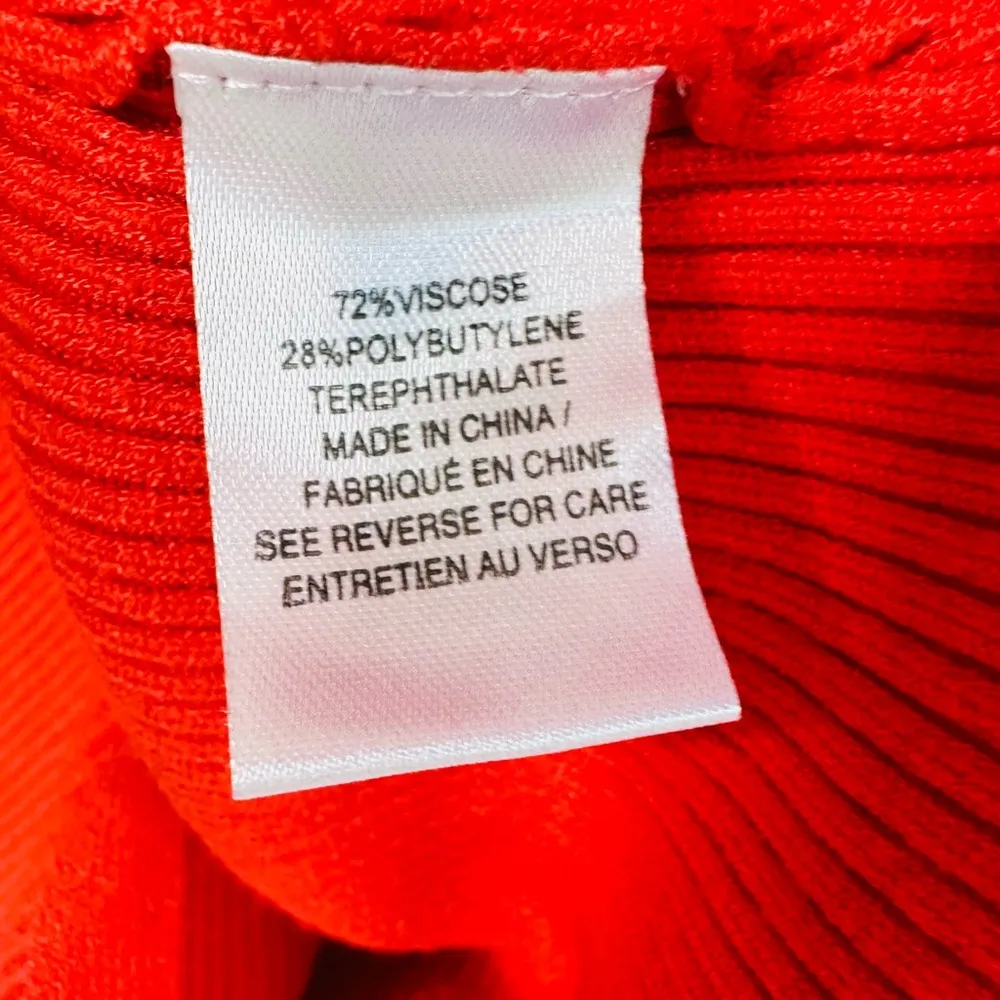 72%VISCOSE
28%POLYBUTYLENE
TEREPHTHALATE
MADE IN CHINA /
FABRIQUÉ EN CHINE
SEE REVERSE FOR CARE
ENTRETIEN AU VERSO